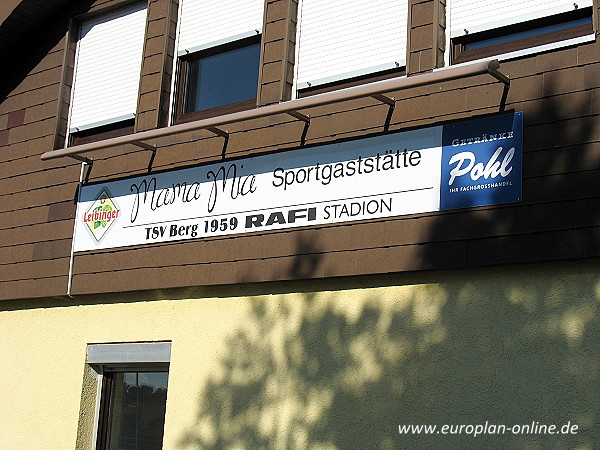 Leibinger
Mama Mia Sportgaststätte
TSV Berg 1959 RAFI STADION
GETRÄNKE
Pohl
IHR FACHGROSSHANDEL
www.europlan-online.de